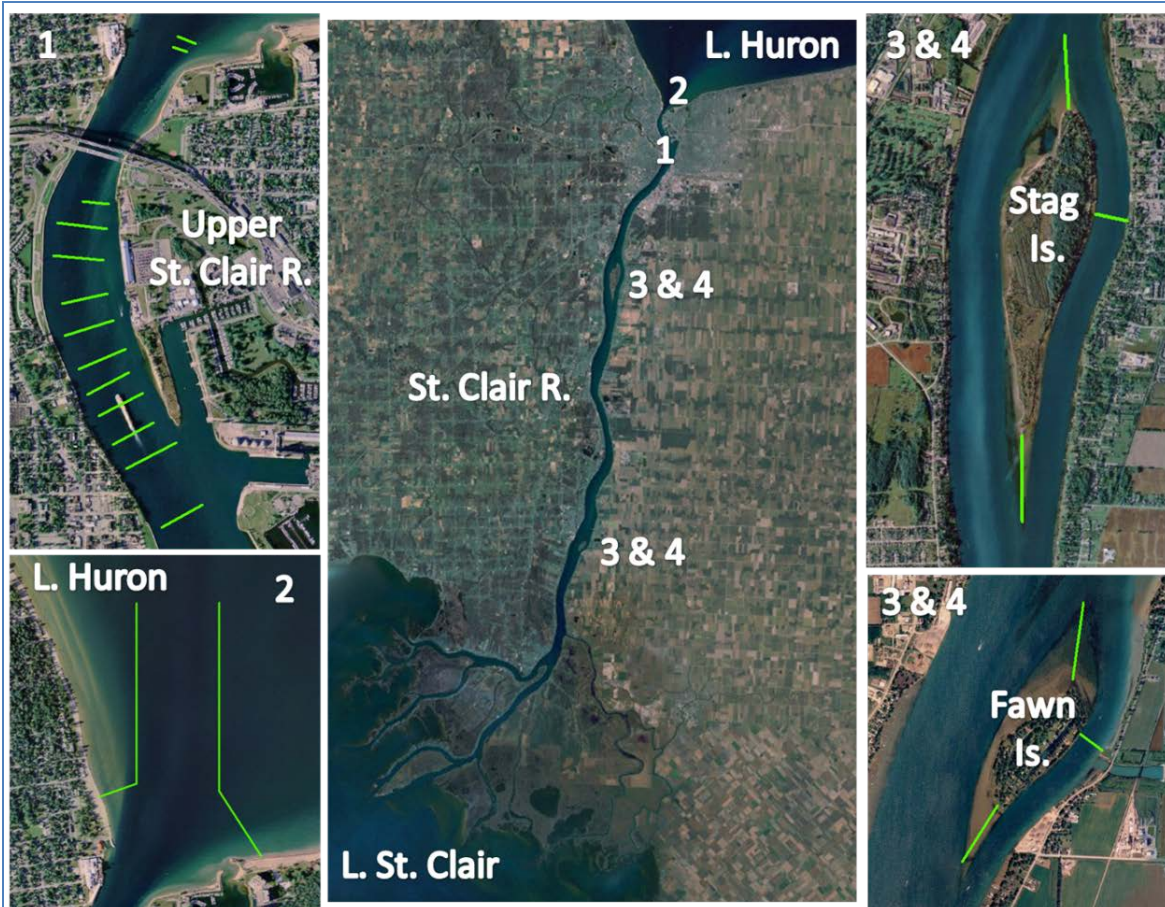 1
Upper
St. Clair R.
L. Huron
2
L. Huron
2
1
3 & 4
St. Clair R.
3 & 4
L. St. Clair
3 & 4
Stag
Is.
3 & 4
Fawn
Is.